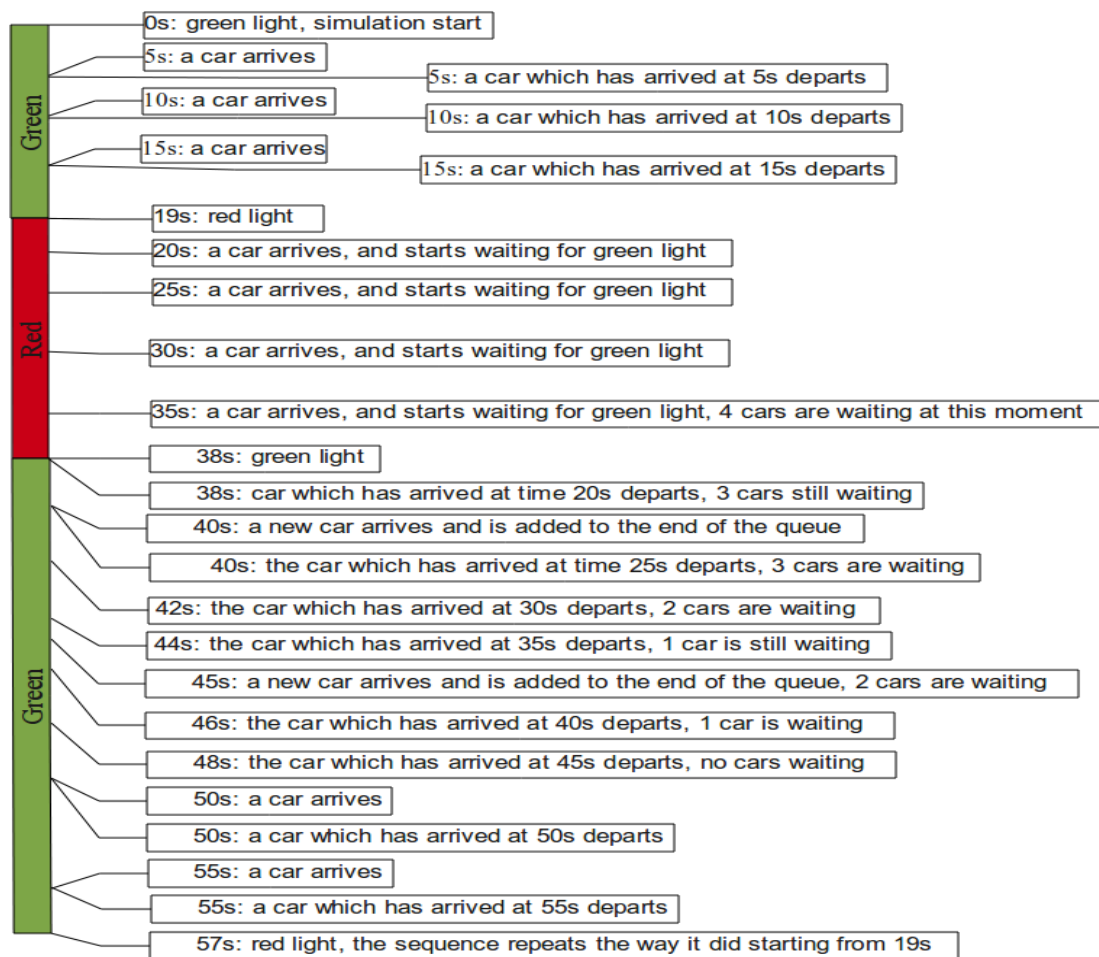 0s: green light, simulation start
5s: a car arrives
5s: a car which has arrived at 5s departs
10s: a car arrives
10s: a car which has arrived at 10s departs
15s: a car arrives
15s: a car which has arrived at 15s departs
Green
19s: red light
20s: a car arrives, and starts waiting for green light
25s: a car arrives, and starts waiting for green light
30s: a car arrives, and starts waiting for green light
35s: a car arrives, and starts waiting for green light, 4 cars are waiting at this moment
Red
38s: green light
38s: car which has arrived at time 20s departs, 3 cars still waiting
40s: a new car arrives and is added to the end of the queue
40s: the car which has arrived at time 25s departs, 3 cars are waiting
42s: the car which has arrived at 30s departs, 2 cars are waiting
44s: the car which has arrived at 35s departs, 1 car is still waiting
45s: a new car arrives and is added to the end of the queue, 2 cars are waiting
46s: the car which has arrived at 40s departs, 1 car is waiting
48s: the car which has arrived at 45s departs, no cars waiting
50s: a car arrives
50s: a car which has arrived at 50s departs
55s: a car arrives
55s: a car which has arrived at 55s departs
Green
57s: red light, the sequence repeats the way it did starting from 19s